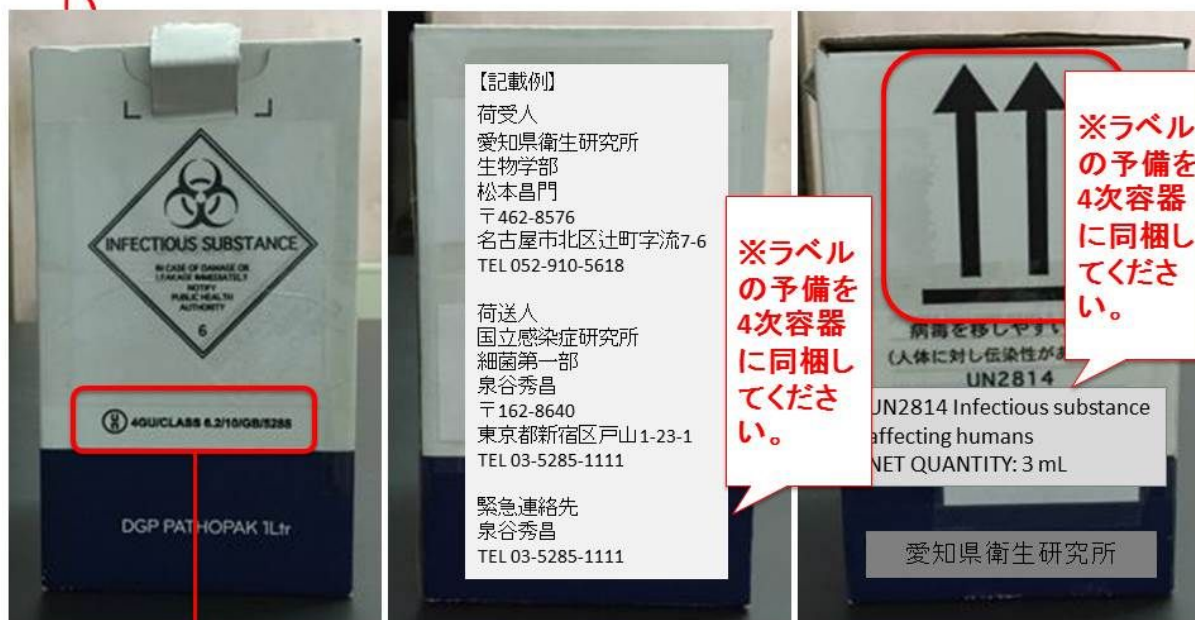 INFECTIOUS SUBSTANCE
IN CASE OF DAMAGE OR
LEAKAGE IMMEDIATELY
NOTIFY
PUBLIC HEALTH
AUTHORITY
6
4GU/CLASS 6.2/10/GB/5288
DGP PATHOPAK 1Ltr
【記載例】
荷受人
愛知県衛生研究所
生物学部
松本昌門
〒462-8576
名古屋市北区辻町字流7-6
TEL 052-910-5618
荷送人
国立感染症研究所
細菌第一部
泉谷秀昌
〒162-8640
東京都新宿区戸山1-23-1
TEL 03-5285-1111
緊急連絡先
泉谷秀昌
TEL 03-5285-1111
※ラベル
の予備を
4次容器
に同梱し
てくださ
い。
※ラベル
の予備を
4次容器
に同梱し
てくださ
い。
病毒を移しやすい
(人体に対し伝染性があ
UN2814
UN2814 Infectious substance
affecting humans
NET QUANTITY: 3 mL
愛知県衛生研究所